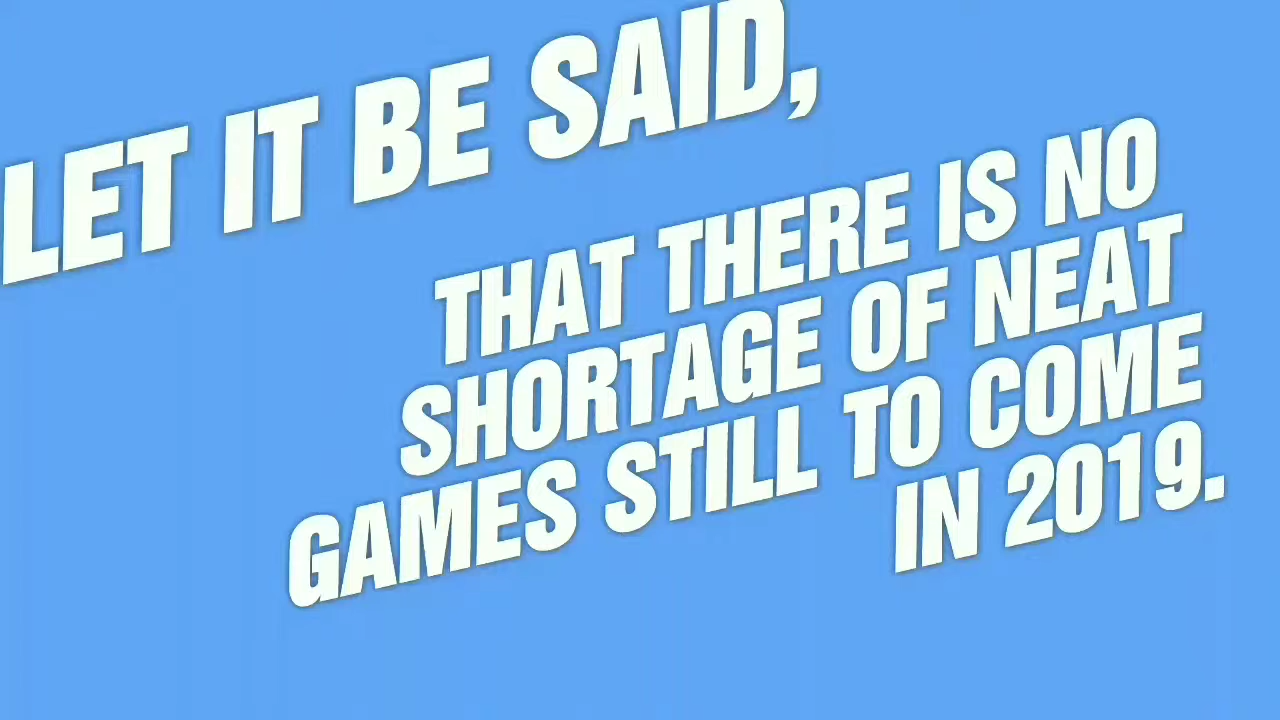 LET IT BE SAID,
THAT THERE IS NO
SHORTAGE OF NEAT
GAMES STILL TO COME
IN 2019.